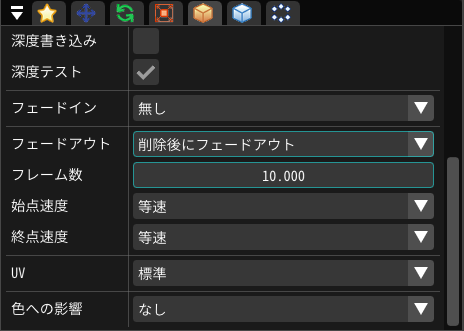 深度書き込み
深度テスト
フェードイン 無し
フェードアウト 削除後にフェードアウト
フレーム数 10.000
始点速度 等速
終点速度 等速
UV 標準
色への影響 なし